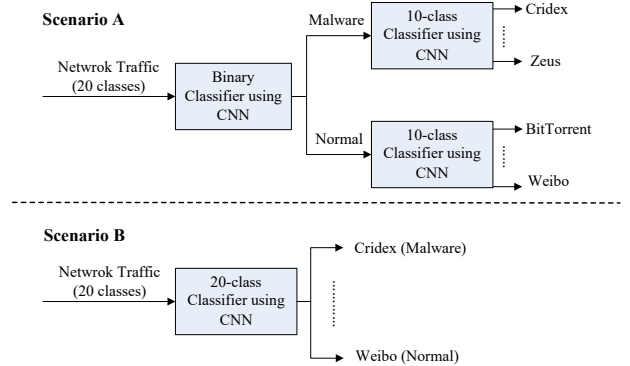 Scenario A
Netwrok Traffic
(20 classes)
Binary
Classifier using
CNN
Malware
10-class
Classifier using
CNN
Cridex
Zeus
Normal
10-class
Classifier using
CNN
BitTorrent
Weibo
Scenario B
Netwrok Traffic
(20 classes)
20-class
Classifier using
CNN
Cridex (Malware)
Weibo (Normal)